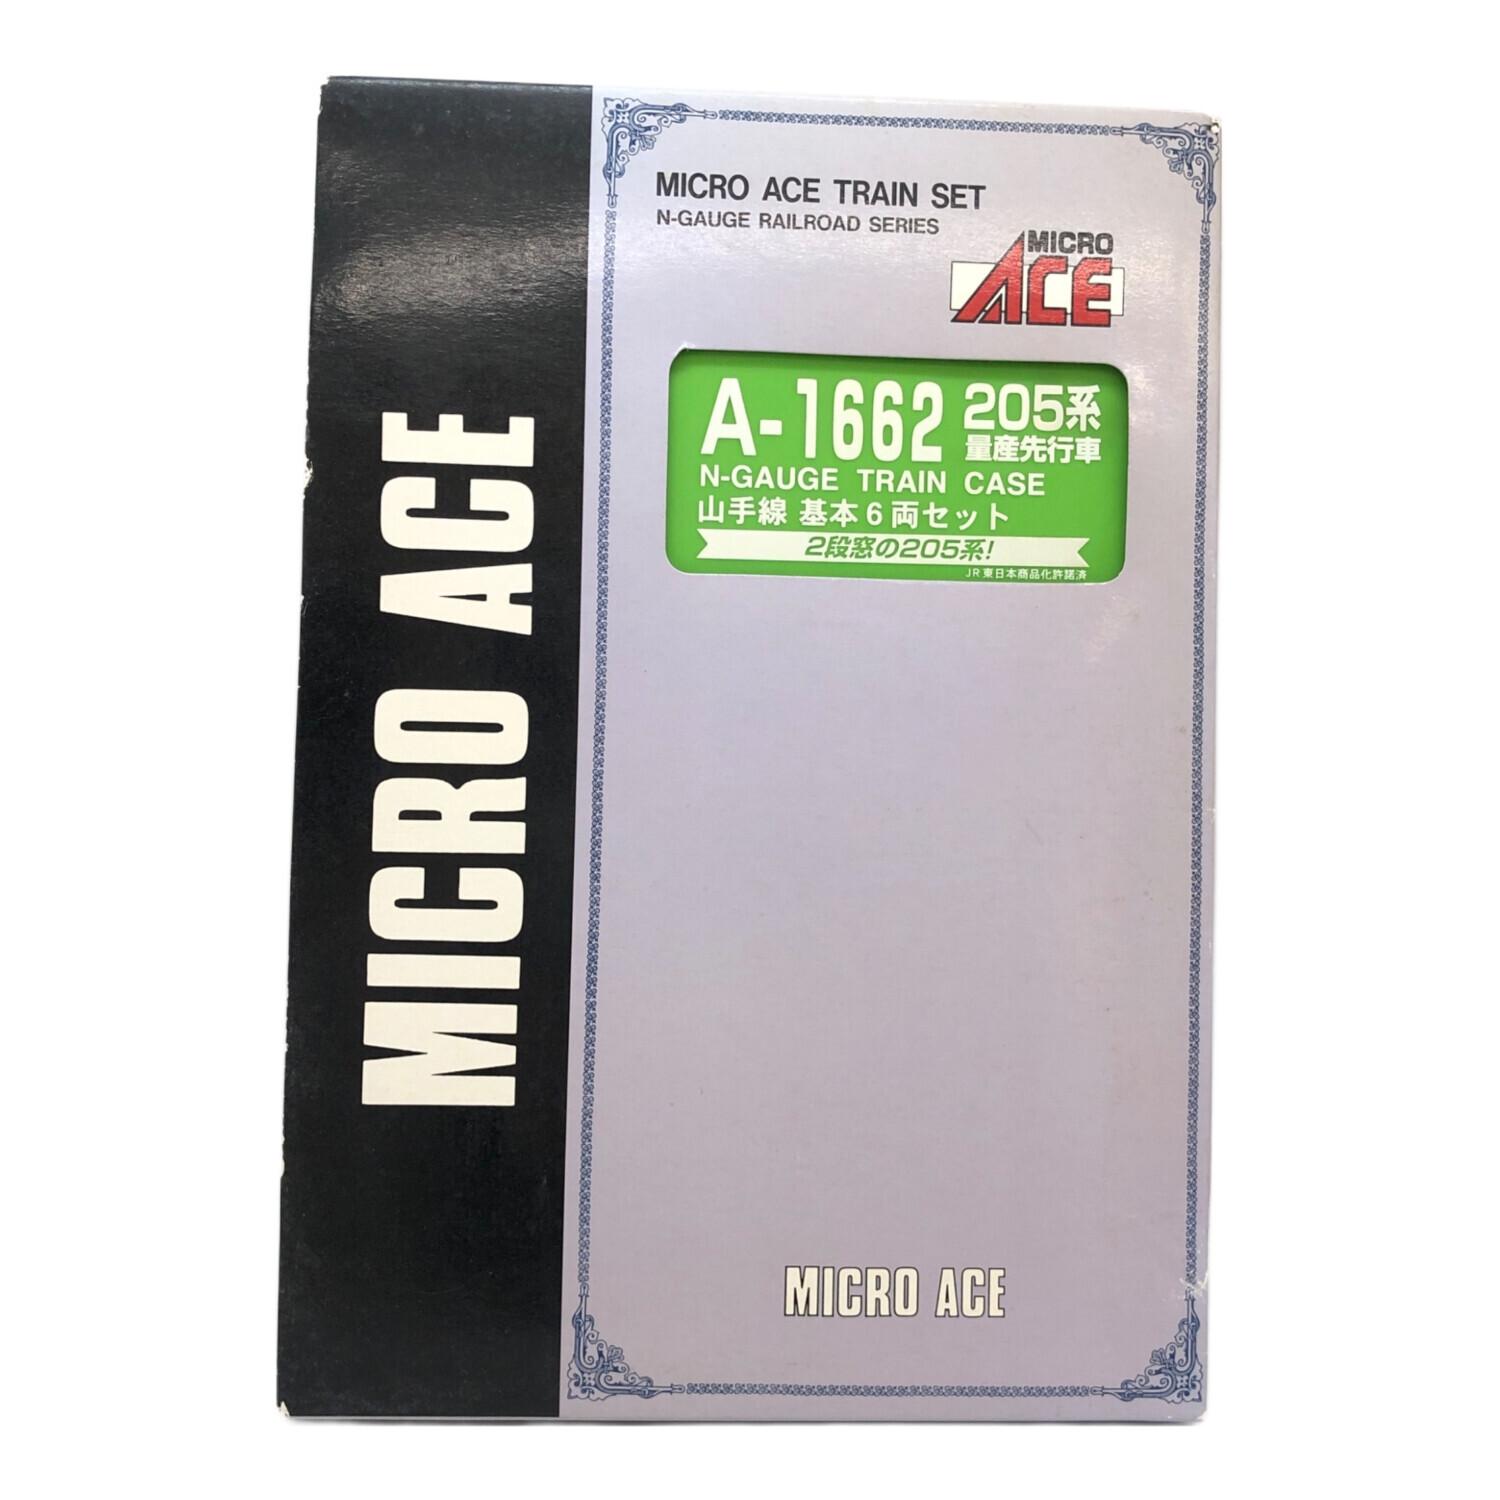 MICRO ACE
MICRO ACE TRAIN SET
N-GAUGE RAILROAD SERIES
MICRO
ACE
A-1662 205系
量産先行車
N-GAUGE TRAIN CASE
山手線 基本6両セット
2段窓の205系!
JR東日本商品化許諾済
MICRO ACE